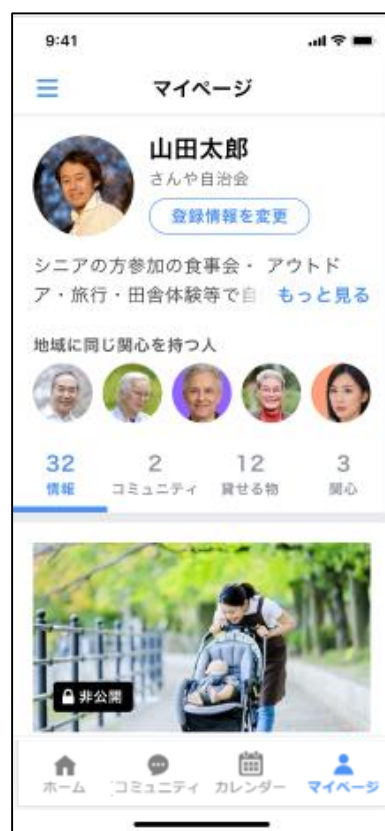 9:41
マイページ
山田太郎
さんや自治会
登録情報を変更
シニアの方参加の食事会・ アウトド
ア・旅行・田舎体験等で自 もっと見る
地域に同じ関心を持つ人
32 2 12 3
情報 コミュニティ 貸せる物 関心
非公開
ホーム コミュニティ カレンダー マイページ